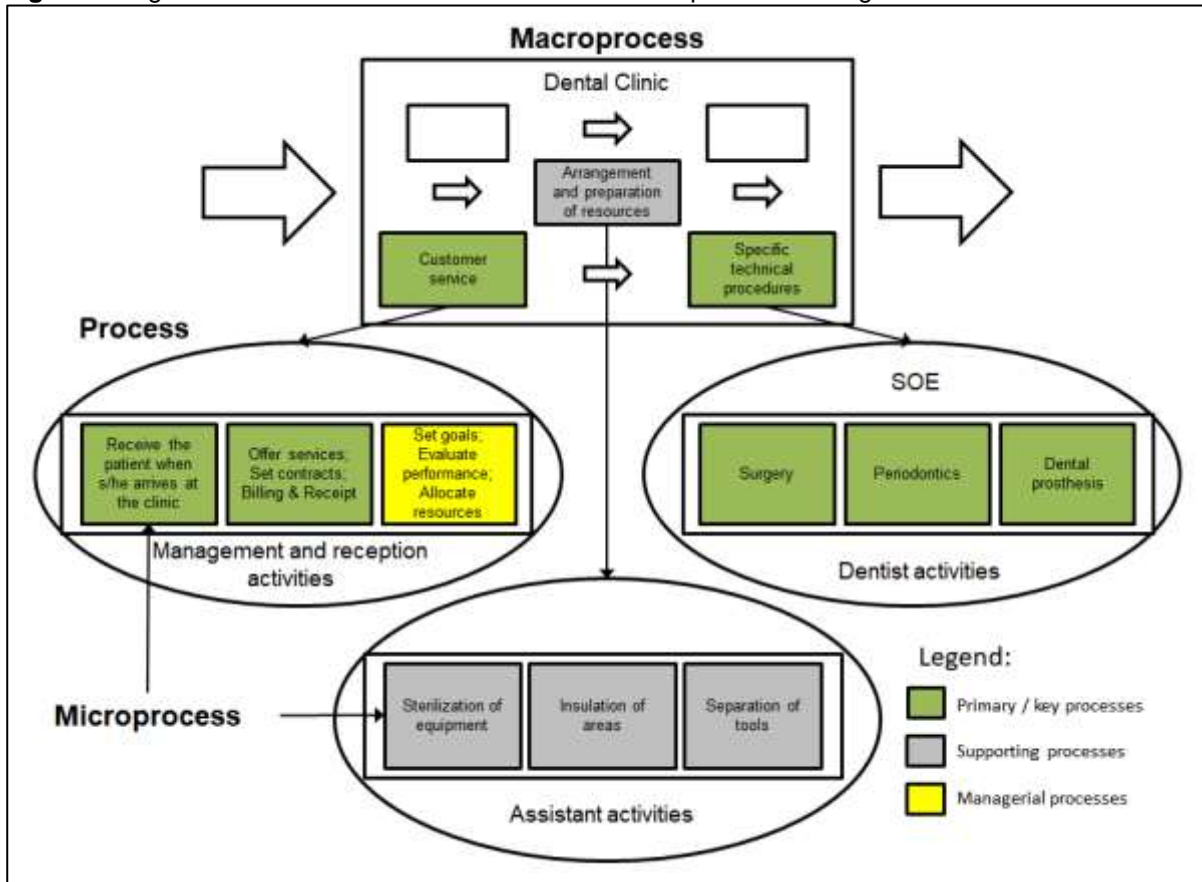 Macroprocess
Dental Clinic
Arrangement
and preparation
of resources
Customer
service
Specific
technical
procedures
Process
SOE
Receive the
patient when
s/he arrives at
the clinic
Offer services;
Set contracts;
Billing & Receipt
Set goals;
Evaluate
performance;
Allocate
resources
Surgery
Periodontics
Dental
prosthesis
Management and reception
activities
Dentist activities
Microprocess
Sterilization of
equipment
Insulation of
areas
Separation of
tools
Assistant activities
Legend:
Primary / key processes
Supporting processes
Managerial processes